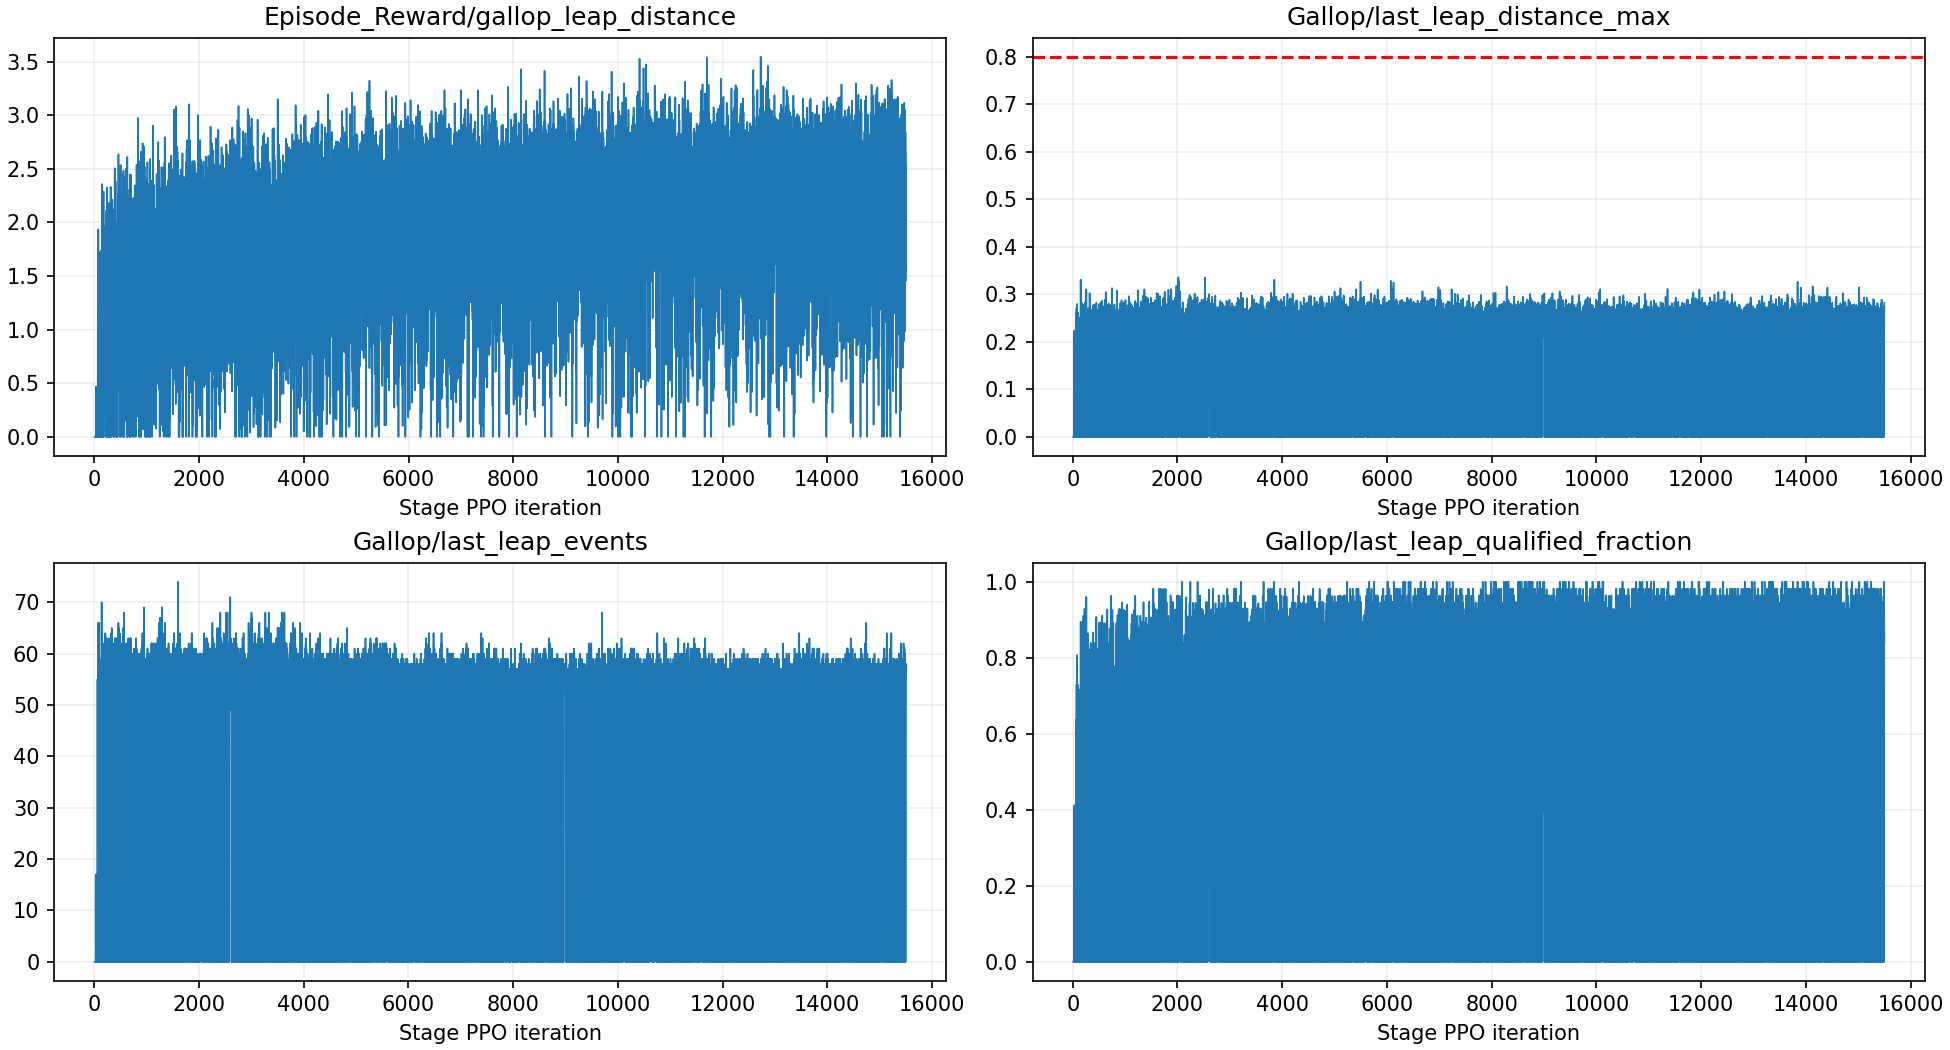 Episode_Reward/gallop_leap_distance
3.5
3.0
2.5
2.0
1.5
1.0
0.5
0.0
0 2000 4000 6000 8000 10000 12000 14000 16000
Stage PPO iteration
Gallop/last_leap_distance_max
0.8
0.7
0.6
0.5
0.4
0.3
0.2
0.1
0.0
0 2000 4000 6000 8000 10000 12000 14000 16000
Stage PPO iteration
Gallop/last_leap_events
70
60
50
40
30
20
10
0
0 2000 4000 6000 8000 10000 12000 14000 16000
Stage PPO iteration
Gallop/last_leap_qualified_fraction
1.0
0.8
0.6
0.4
0.2
0.0
0 2000 4000 6000 8000 10000 12000 14000 16000
Stage PPO iteration